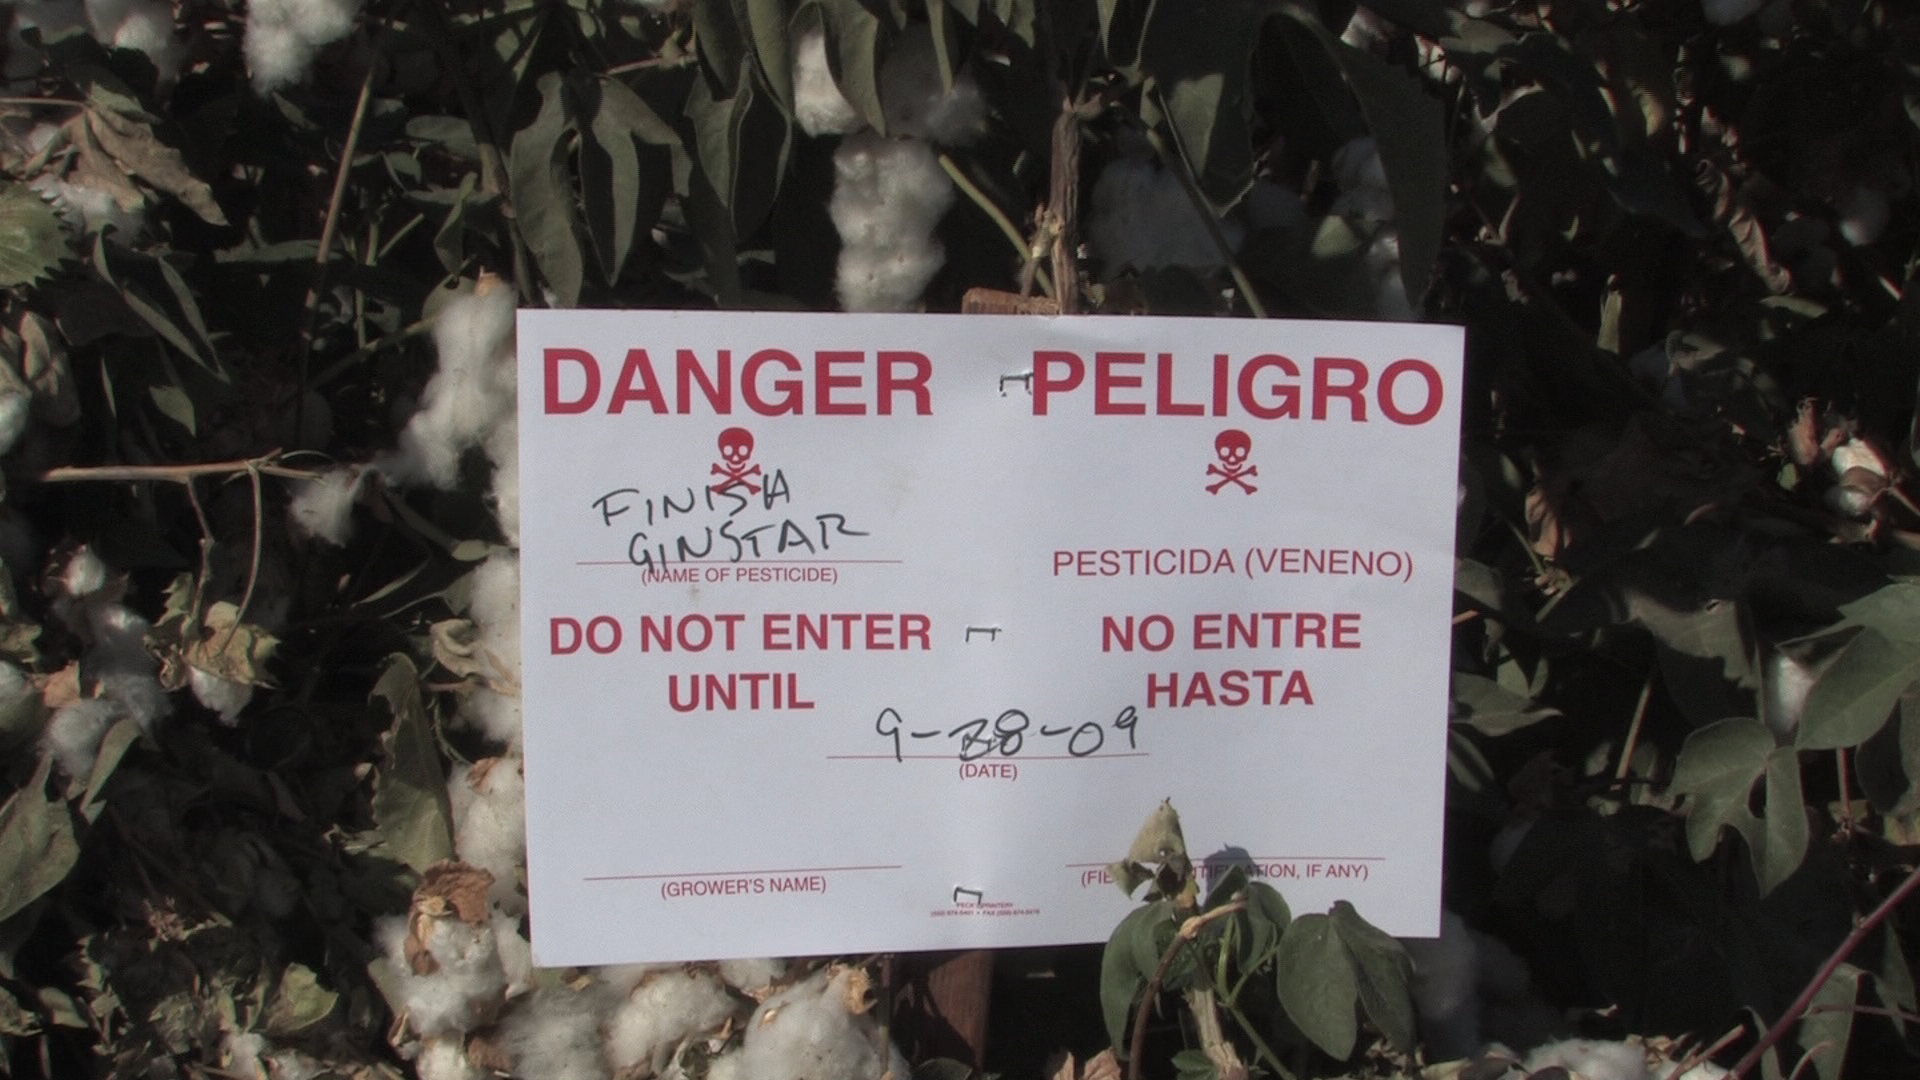 DANGER
PELIGRO
FINISH
GINSTAR
(NAME OF PESTICIDE)
PESTICIDA (VENENO)
DO NOT ENTER
UNTIL
NO ENTRE
HASTA
9-28-09
(DATE)
(GROWER'S NAME)
IF ANY)